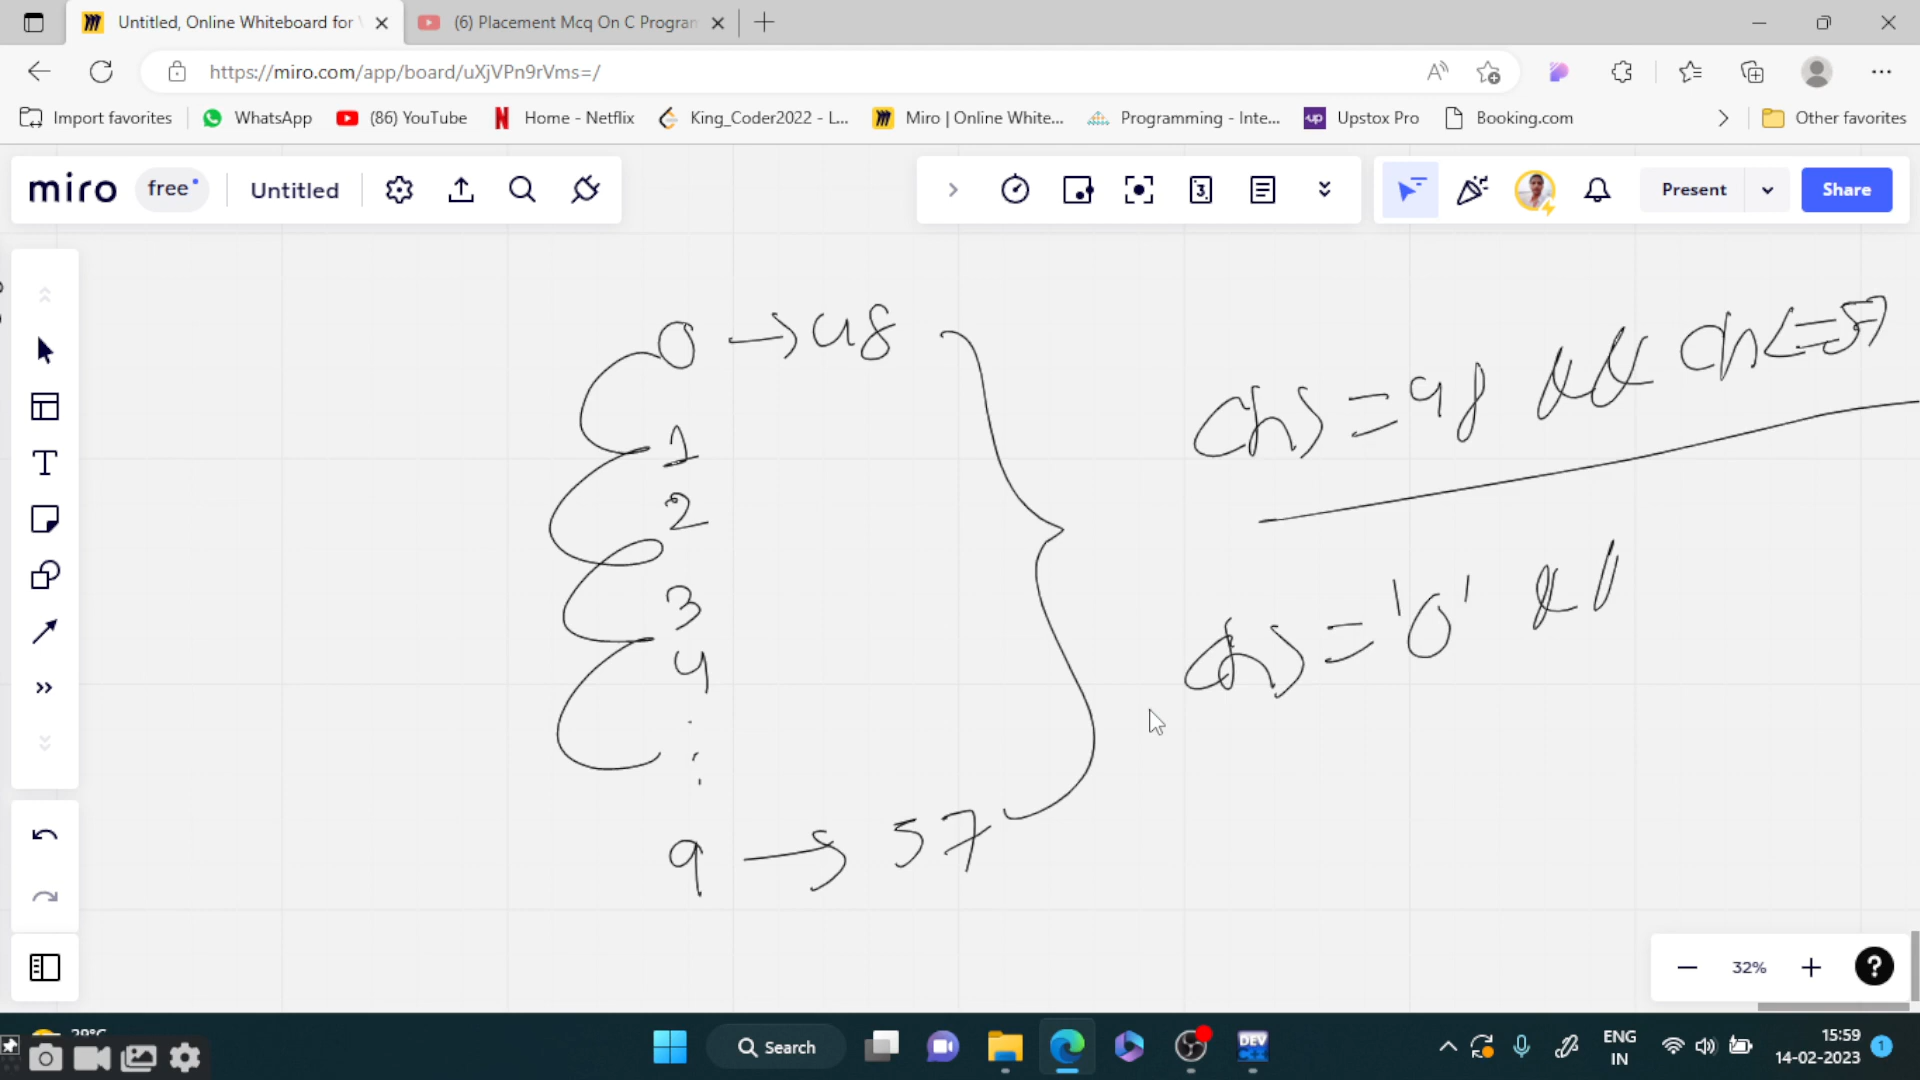 Untitled, Online Whiteboard for V
(6) Placement Mcq On C Program
https://miro.com/app/board/uXjVPn9rVms=/
Import favorites
WhatsApp
(86) YouTube
Home - Netflix
King_Coder2022 - L...
Miro | Online White...
Programming - Inte...
Upstox Pro
Booking.com
Other favorites
miro
free
Untitled
3
Present
Share
0 → 48
ch>=48 && ch<=57
1
2
3
4
ch>='0' &&
9 → 57
32%
Search
DEV
C++
ENG
IN
15:59
14-02-2023
1